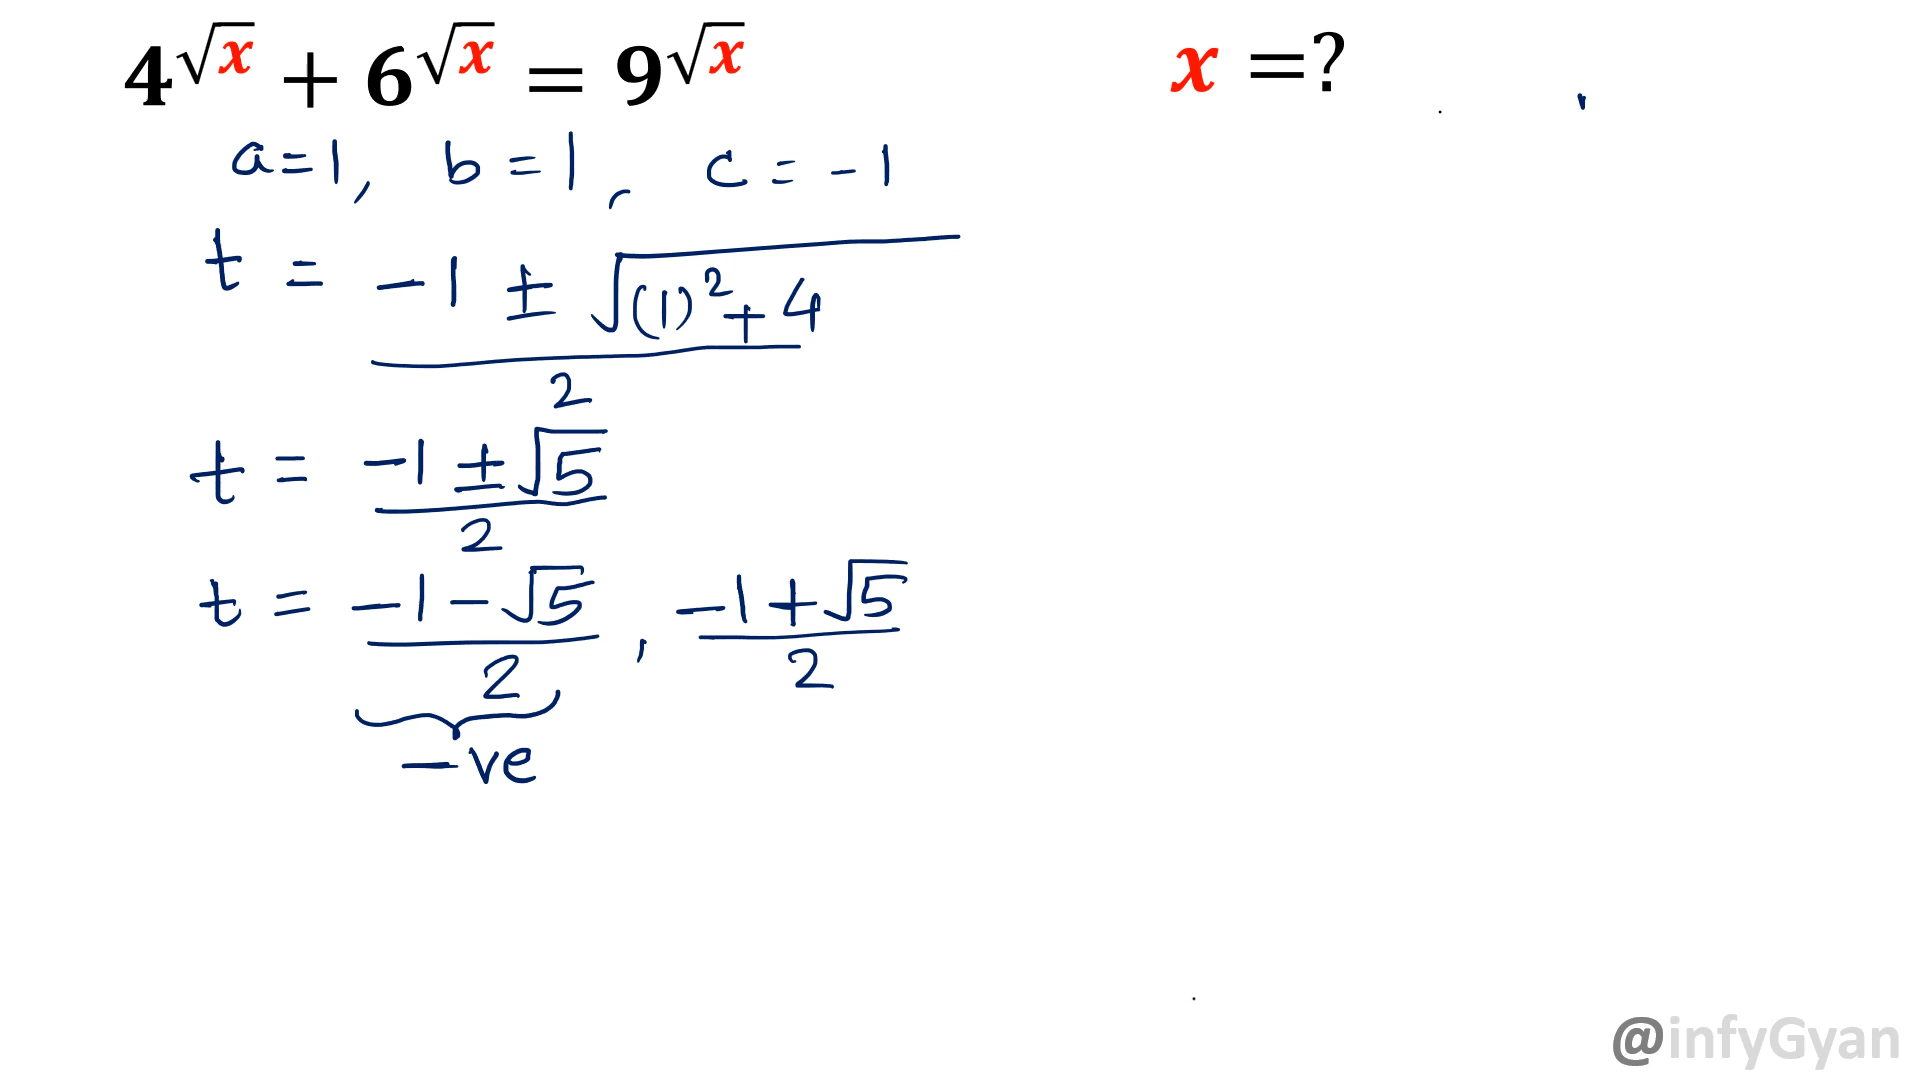 4^√x + 6^√x = 9^√x    x =?
a = 1, b = 1, c = -1
t = (-1 ± √((1)² + 4))/2
t = (-1 ± √5)/2
t = (-1 - √5)/2 , (-1 + √5)/2
-ve
@infyGyan